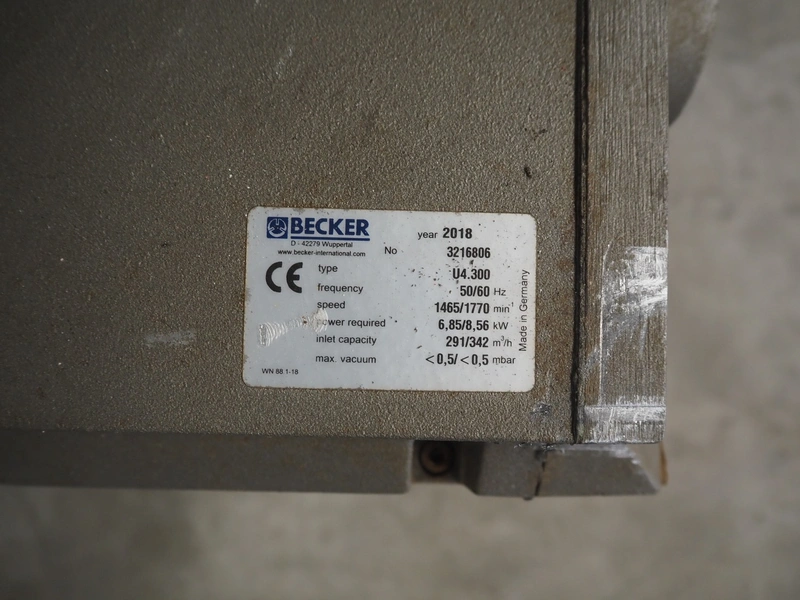 BECKER
D - 42279 Wuppertal
www.becker-international.com
year 2018
No 3216806
CE
type U4.300
frequency 50/60 Hz
speed 1465/1770 min⁻¹
power required 6,85/8,56 kW
inlet capacity 291/342 m³/h
max. vacuum <0,5/<0,5 mbar
WN 88 1-18
Made in Germany